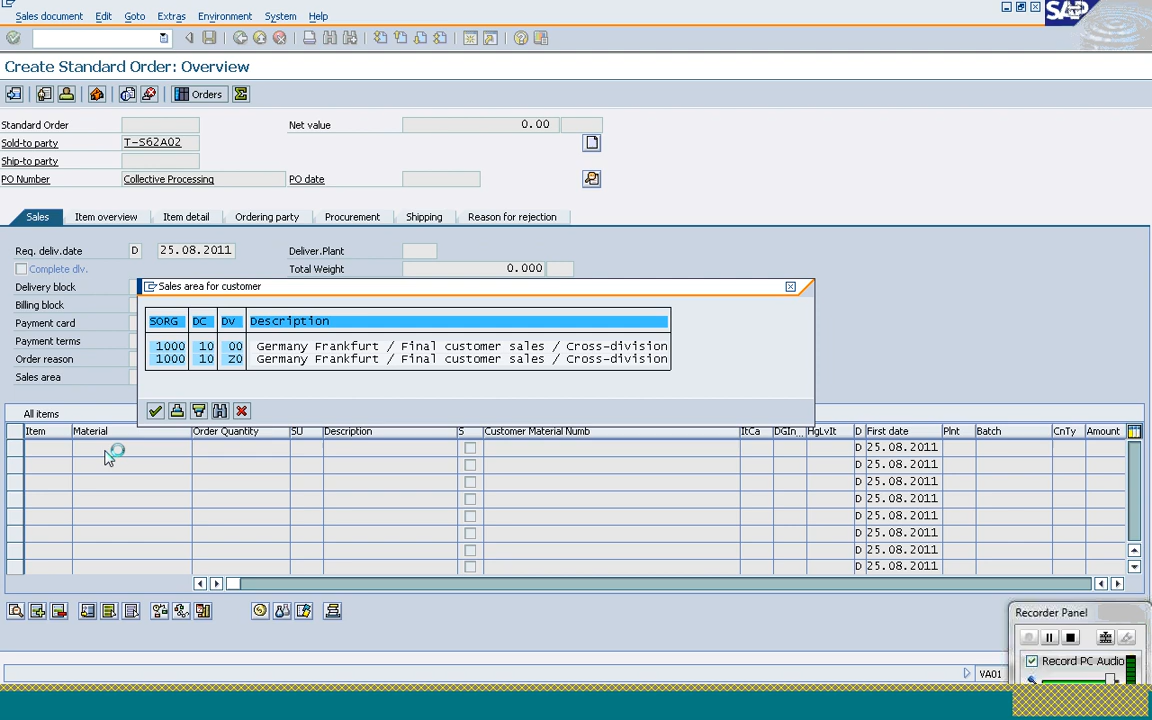 Sales document Edit Goto Extras Environment System Help
SAP
Create Standard Order: Overview
Orders
Standard Order Net value 0.00
Sold-to party T-S62A02
Ship-to party
PO Number Collective Processing PO date
Sales Item overview Item detail Ordering party Procurement Shipping Reason for rejection
Req. deliv.date D 25.08.2011 Deliver.Plant
Complete dlv. Total Weight 0.000
Delivery block
Billing block
Payment card
Payment terms
Order reason
Sales area
Sales area for customer
SORG DC Dv Description
1000 10 00 Germany Frankfurt / Final customer sales / Cross-division
1000 10 Z0 Germany Frankfurt / Final customer sales / Cross-division
All items
Item Material Order Quantity SU Description S Customer Material Numb ItCa DGIn... HgLvIt D First date Plnt Batch CnTy Amount
D 25.08.2011
D 25.08.2011
D 25.08.2011
D 25.08.2011
D 25.08.2011
D 25.08.2011
D 25.08.2011
D 25.08.2011
VA01
Recorder Panel
Record PC Audio